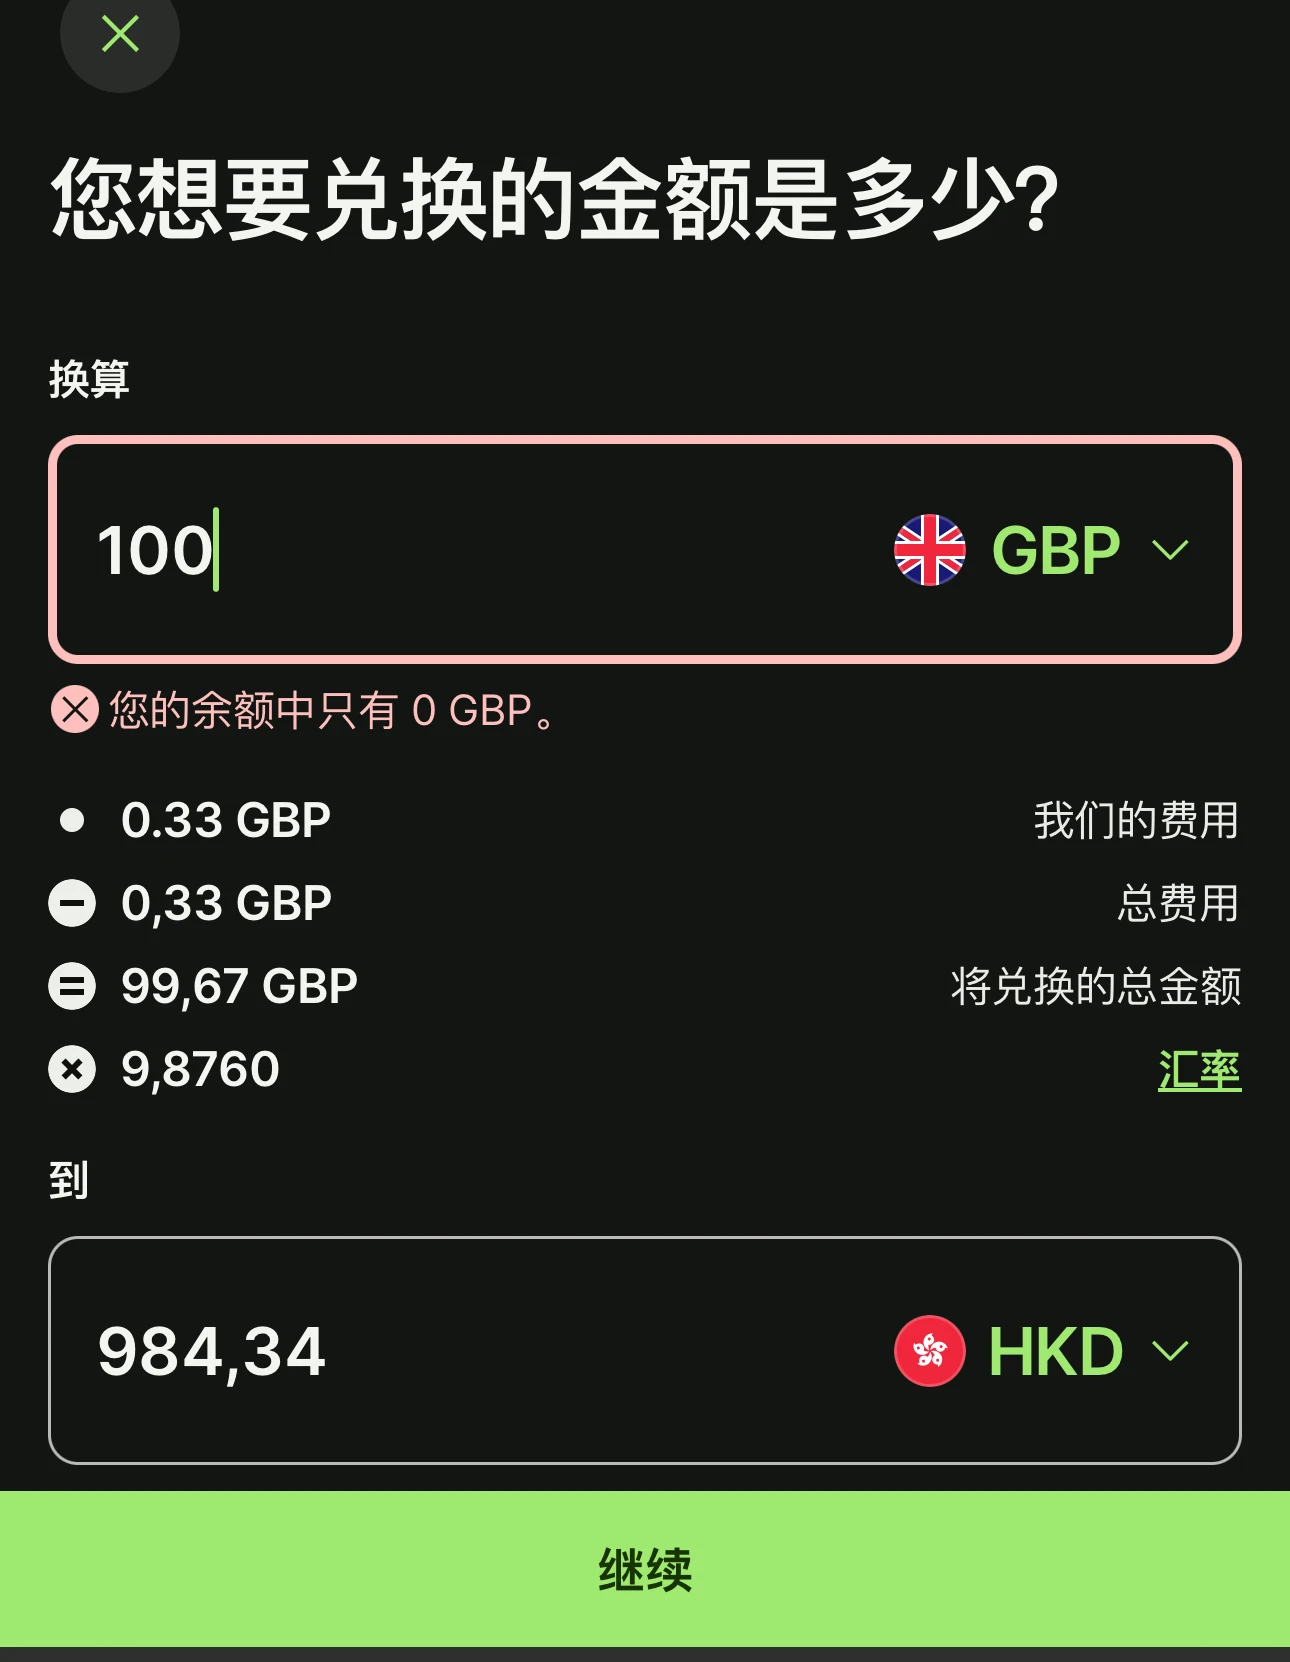 您想要兑换的金额是多少?
换算
100 GBP
您的余额中只有 0 GBP。
0.33 GBP 我们的费用
0,33 GBP 总费用
99,67 GBP 将兑换的总金额
9,8760 汇率
到
984,34 HKD
继续